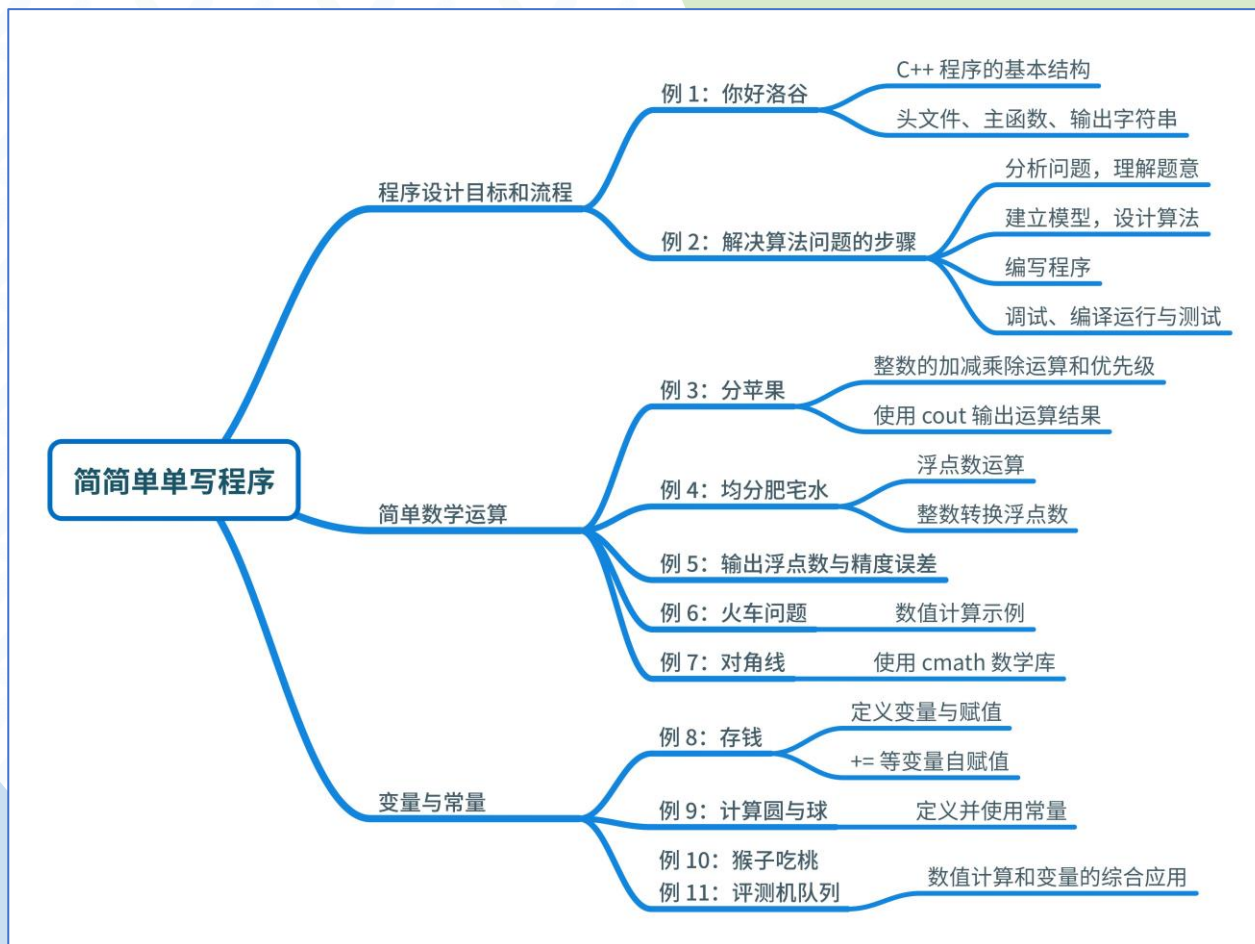 简简单单写程序
程序设计目标和流程
例 1：你好洛谷
C++ 程序的基本结构
头文件、主函数、输出字符串
例 2：解决算法问题的步骤
分析问题，理解题意
建立模型，设计算法
编写程序
调试、编译运行与测试
简单数学运算
例 3：分苹果
整数的加减乘除运算和优先级
使用 cout 输出运算结果
例 4：均分肥宅水
浮点数运算
整数转换浮点数
例 5：输出浮点数与精度误差
例 6：火车问题
数值计算示例
例 7：对角线
使用 cmath 数学库
变量与常量
例 8：存钱
定义变量与赋值
+= 等变量自赋值
例 9：计算圆与球
定义并使用常量
例 10：猴子吃桃
例 11：评测机队列
数值计算和变量的综合应用